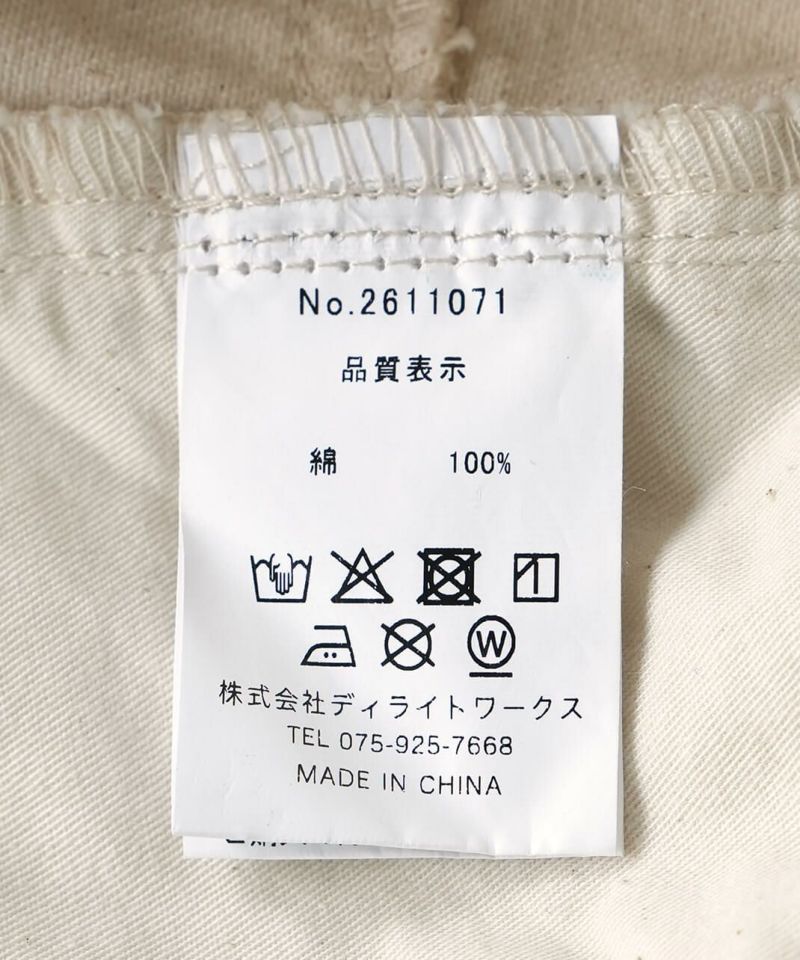 No.2611071
品質表示
綿 100%
W
株式会社ディライトワークス
TEL 075-925-7668
MADE IN CHINA